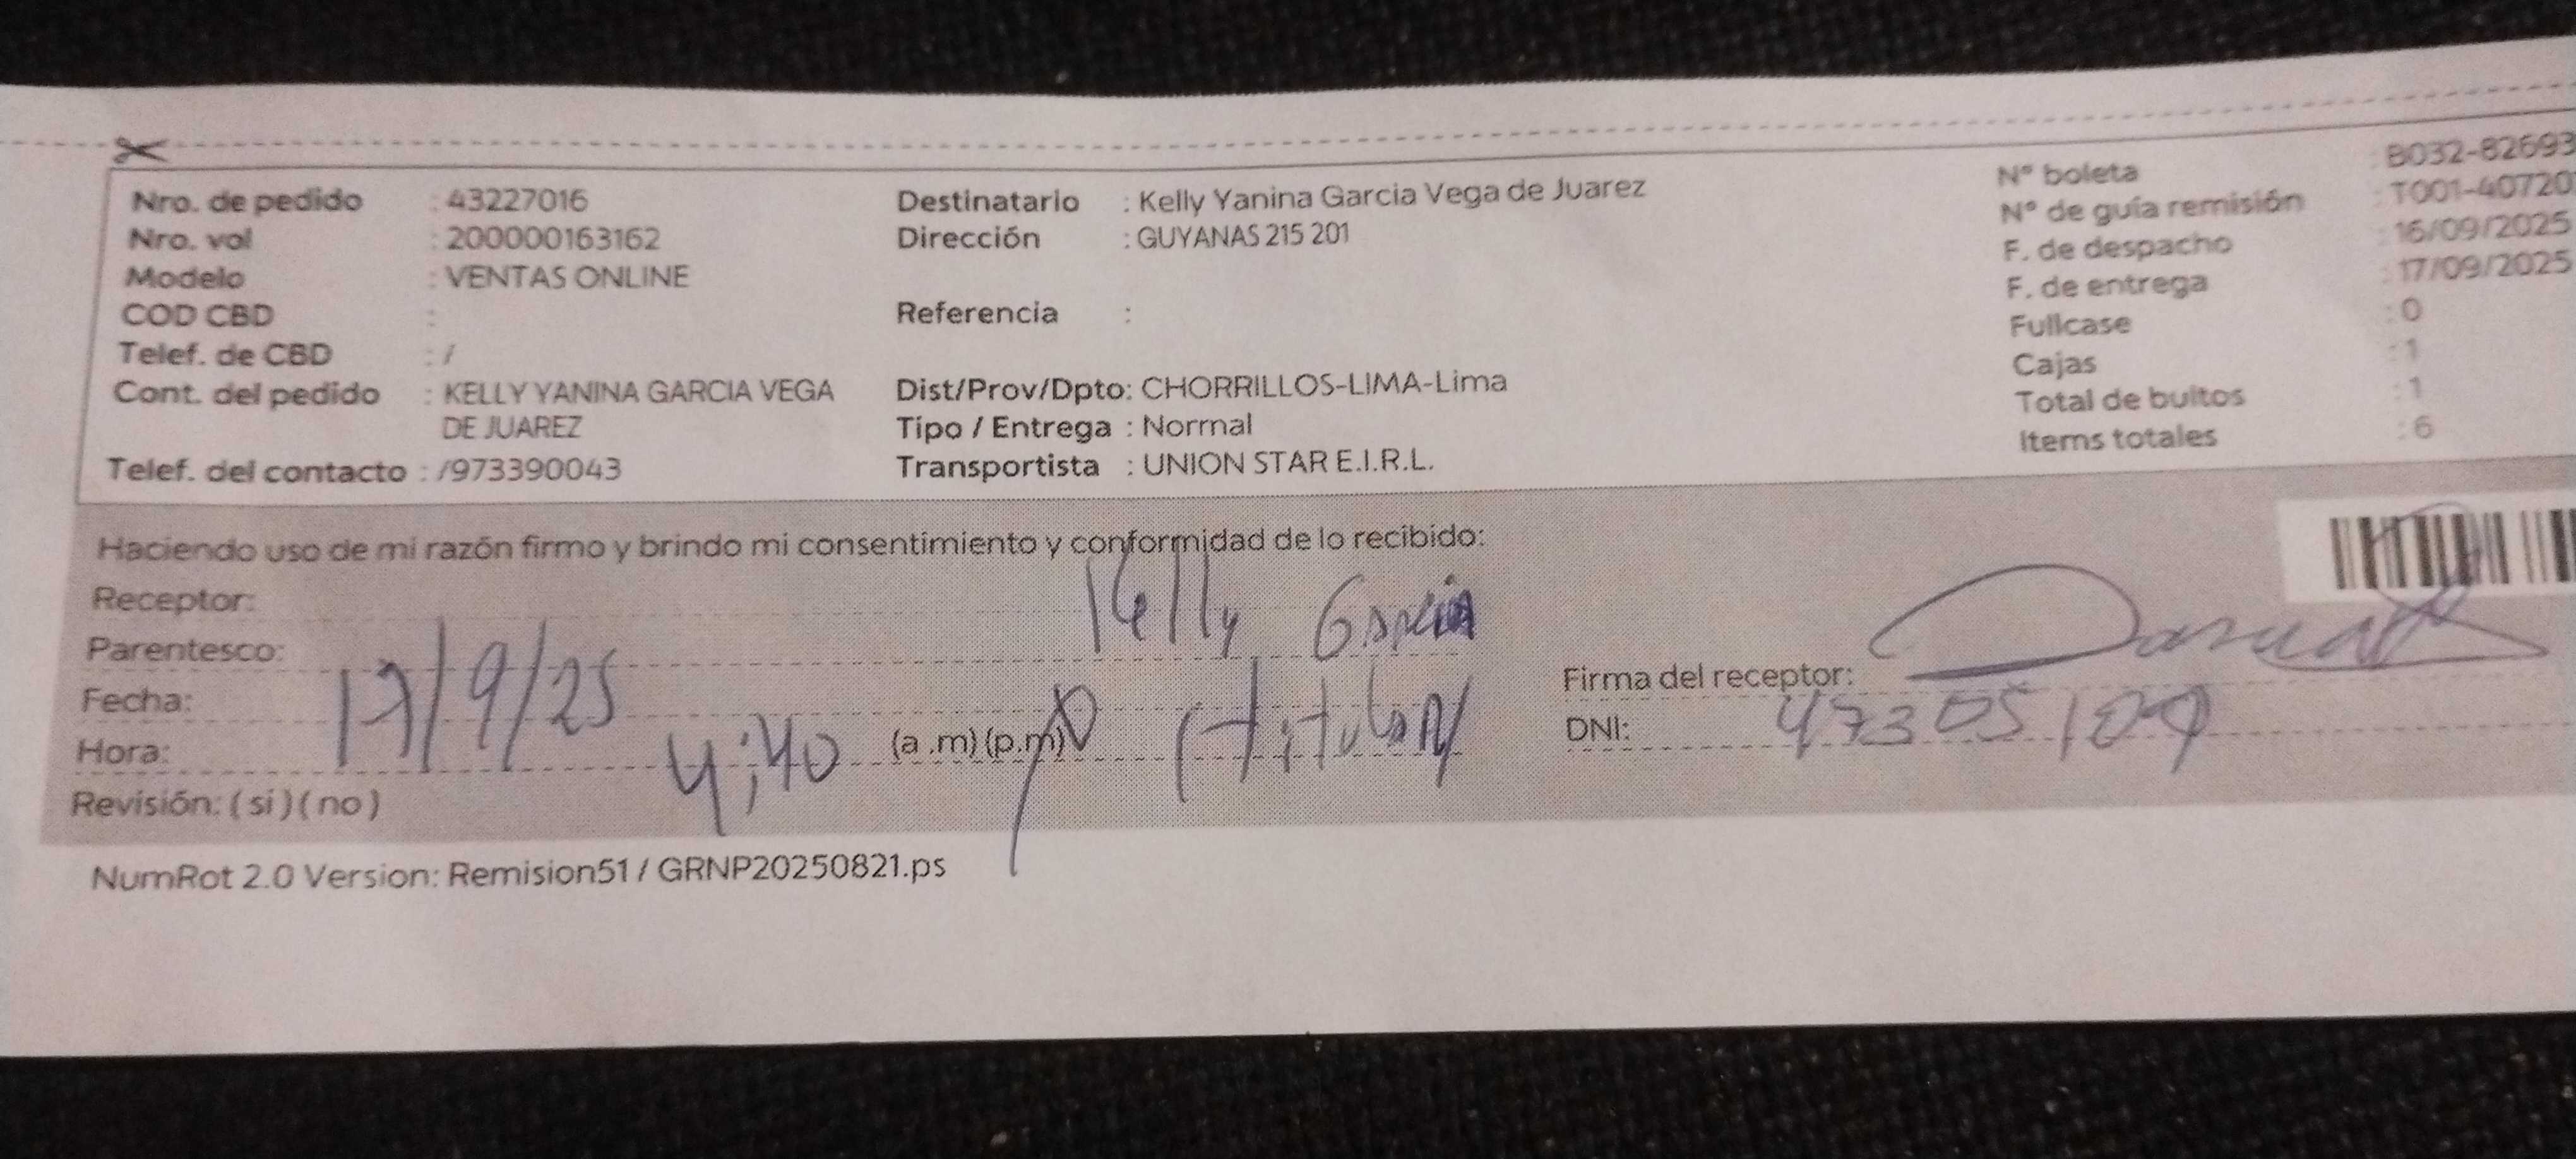 Nro. de pedido : 43227016
Nro. vol : 200000163162
Modelo : VENTAS ONLINE
COD CBD :
Telef. de CBD : /
Cont. del pedido : KELLY YANINA GARCIA VEGA
DE JUAREZ
Telef. del contacto : /973390043
Destinatario : Kelly Yanina Garcia Vega de Juarez
Dirección : GUYANAS 215 201
Referencia :
Dist/Prov/Dpto: CHORRILLOS-LIMA-Lima
Tipo / Entrega : Normal
Transportista : UNION STAR E.I.R.L.
N° boleta : B032-82693
N° de guía remisión : T001-40720
F. de despacho : 16/09/2025
F. de entrega : 17/09/2025
Fullcase : 0
Cajas : 1
Total de bultos : 1
Items totales : 6
Haciendo uso de mi razón firmo y brindo mi consentimiento y conformidad de lo recibido:
Receptor: Kelly Garcia
Parentesco: (titular)
Fecha: 17/9/25
Hora: 4:40 (a .m) (p.m)
Revisión: ( si ) ( no )
Firma del receptor:
DNI: 47305109
NumRot 2.0 Version: Remision51 / GRNP20250821.ps